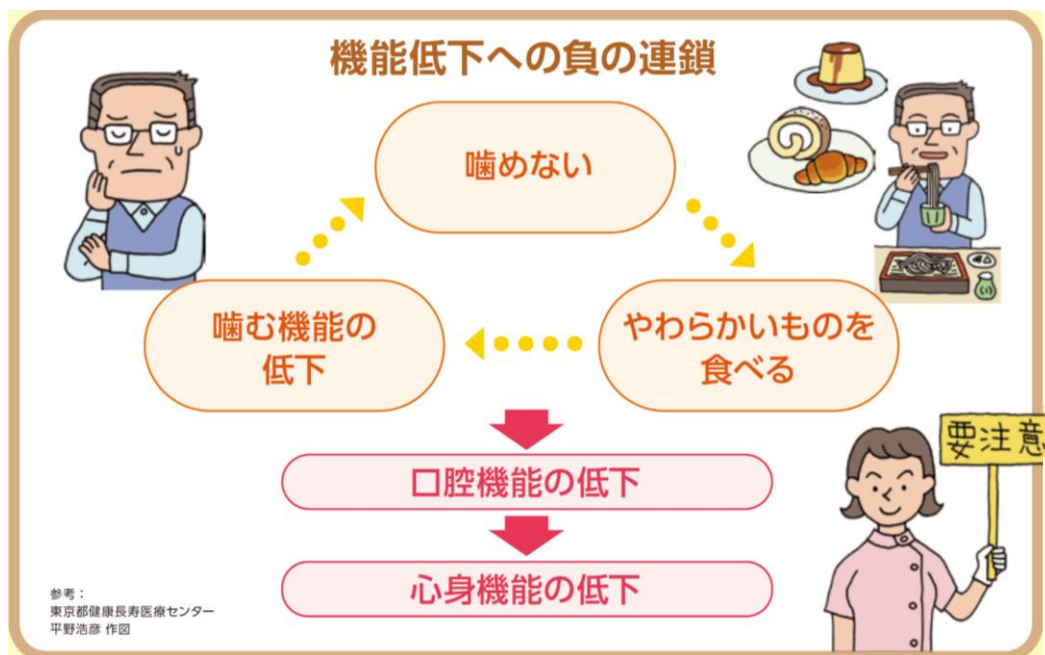 機能低下への負の連鎖
噛めない
やわらかいものを
食べる
噛む機能の
低下
口腔機能の低下
心身機能の低下
要注意
い
参考：
東京都健康長寿医療センター
平野浩彦 作図